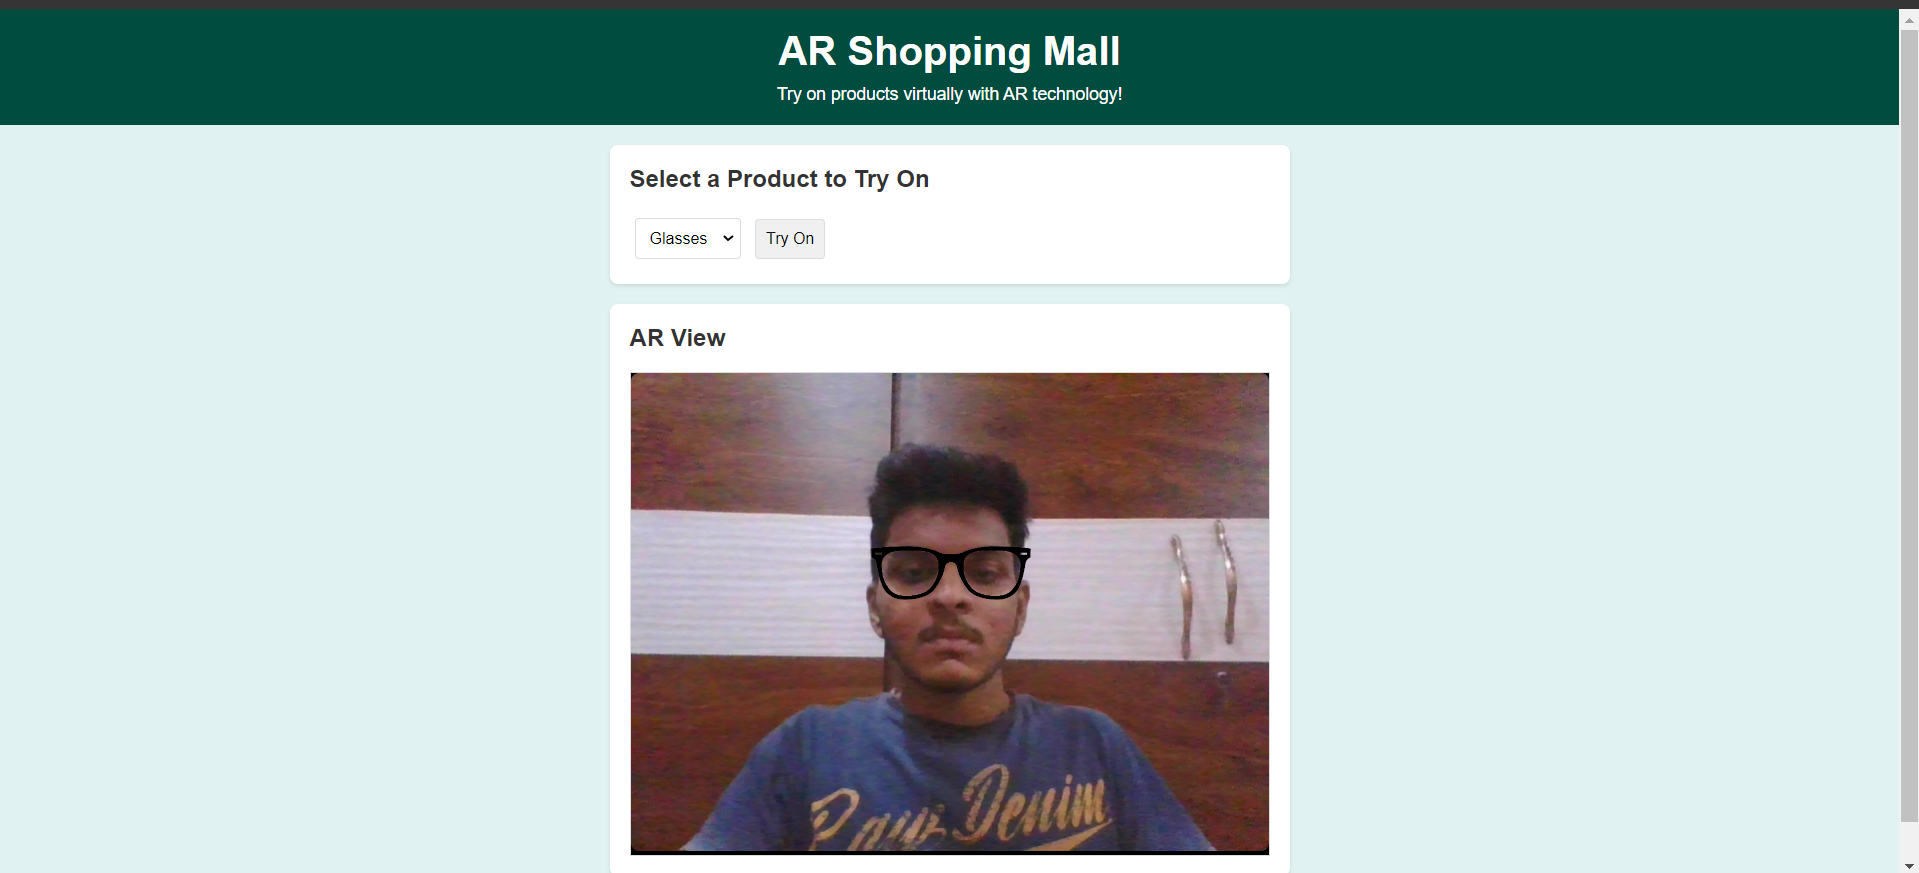 AR Shopping Mall
Try on products virtually with AR technology!
Select a Product to Try On
Glasses
Try On
AR View
Denim